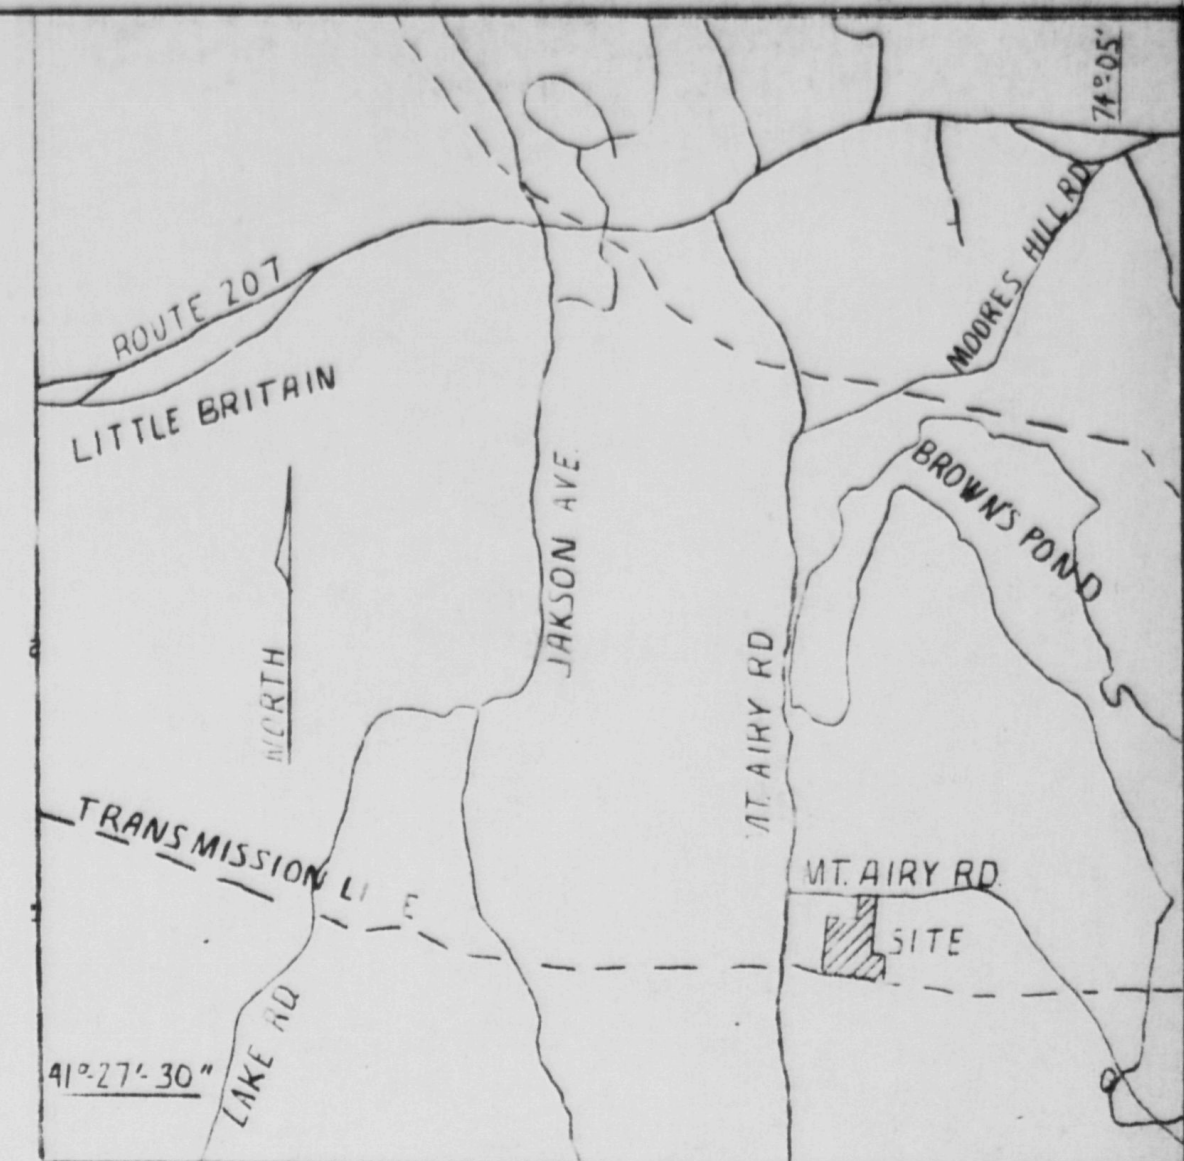 74°-05'
MOORES HILL RD
ROUTE 207
LITTLE BRITAIN
BROWN'S POND
JAKSON AVE.
NORTH
MT. AIRY RD
TRANSMISSION LI E
MT. AIRY RD.
SITE
LAKE RD
41°-27'-30"